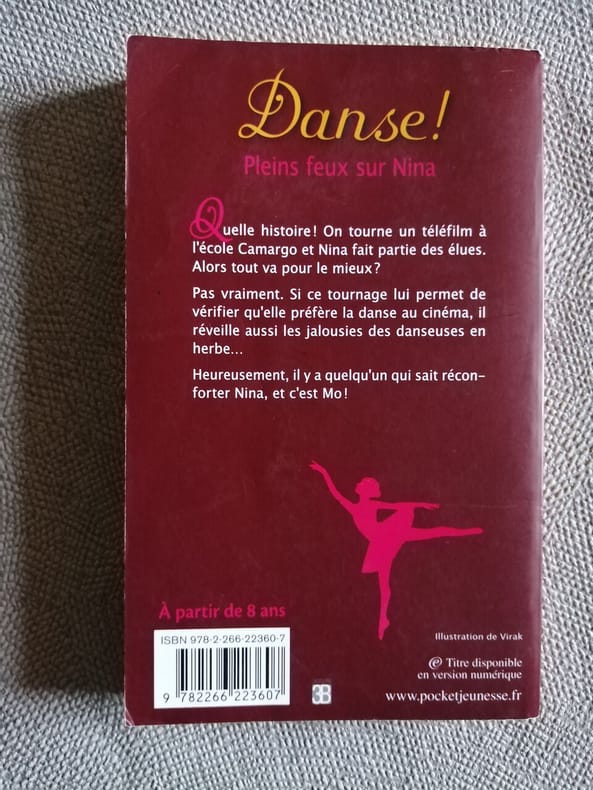 Danse!
Pleins feux sur Nina
Quelle histoire! On tourne un téléfilm à
l'école Camargo et Nina fait partie des élues.
Alors tout va pour le mieux?
Pas vraiment. Si ce tournage lui permet de
vérifier qu'elle préfère la danse au cinéma, il
réveille aussi les jalousies des danseuses en
herbe...
Heureusement, il y a quelqu'un qui sait récon-
forter Nina, et c'est Mo!
À partir de 8 ans
ISBN 978-2-266-22360-7
9 782266 223607
Illustration de Virak
e Titre disponible
en version numérique
www.pocketjeunesse.fr